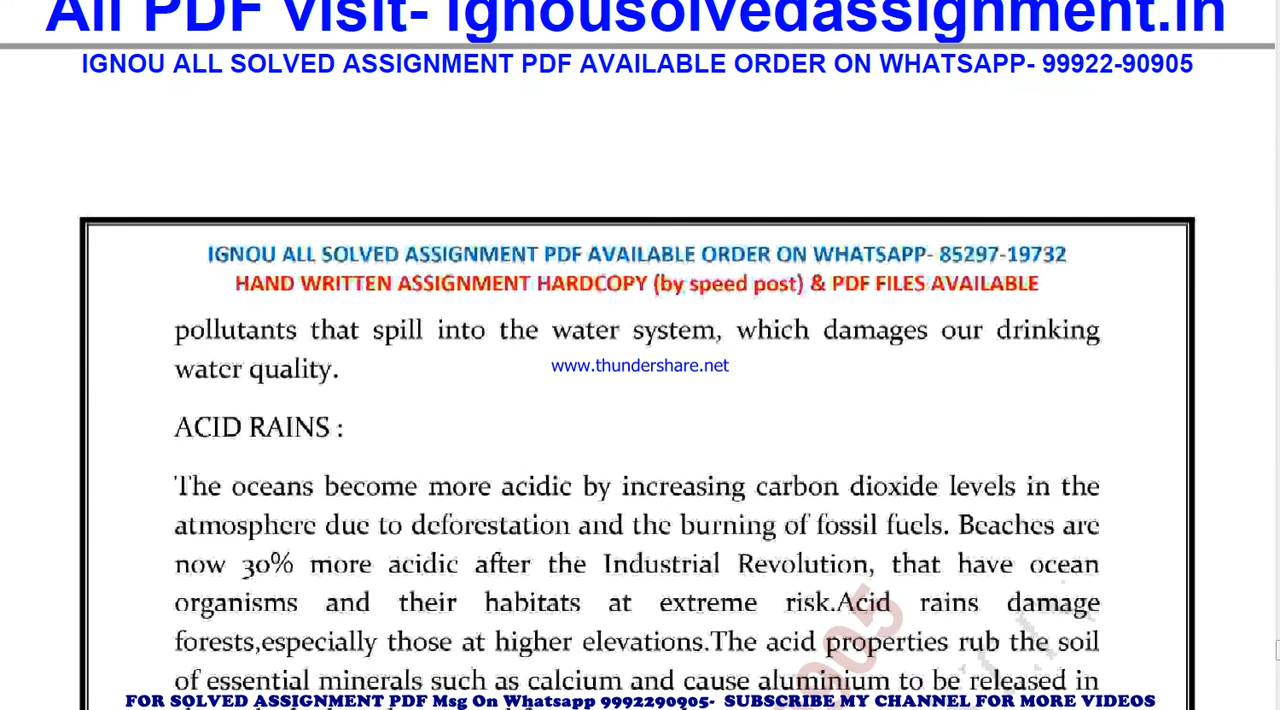 All PDF visit- ignousolvedassignment.in
IGNOU ALL SOLVED ASSIGNMENT PDF AVAILABLE ORDER ON WHATSAPP- 99922-90905
IGNOU ALL SOLVED ASSIGNMENT PDF AVAILABLE ORDER ON WHATSAPP- 85297-19732
HAND WRITTEN ASSIGNMENT HARDCOPY (by speed post) & PDF FILES AVAILABLE
pollutants that spill into the water system, which damages our drinking
water quality.
www.thundershare.net
ACID RAINS :
The oceans become more acidic by increasing carbon dioxide levels in the
atmosphere due to deforestation and the burning of fossil fuels. Beaches are
now 30% more acidic after the Industrial Revolution, that have ocean
organisms and their habitats at extreme risk.Acid rains damage
forests,especially those at higher elevations.The acid properties rub the soil
of essential minerals such as calcium and cause aluminium to be released in
FOR SOLVED ASSIGNMENT PDF Msg On Whatsapp 9992290905- SUBSCRIBE MY CHANNEL FOR MORE VIDEOS